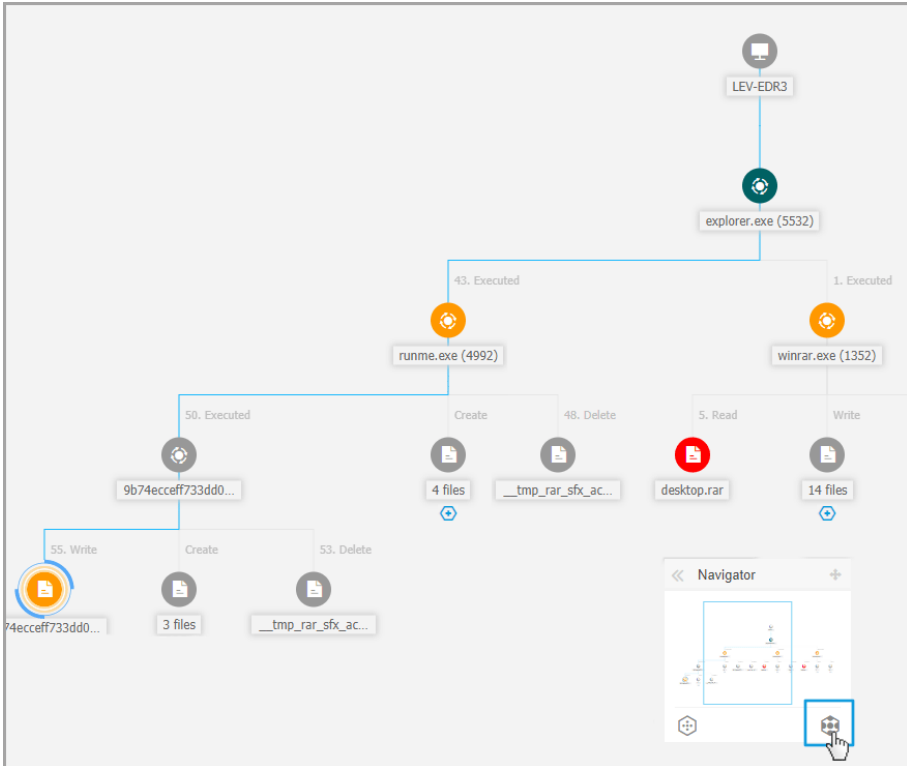 LEV-EDR3
explorer.exe (5532)
43. Executed
1. Executed
runme.exe (4992)
winrar.exe (1352)
50. Executed
Create
48. Delete
5. Read
Write
9b74ecceff733dd0...
4 files
__tmp_rar_sfx_ac...
desktop.rar
14 files
55. Write
Create
53. Delete
74ecceff733dd0...
3 files
__tmp_rar_sfx_ac...
Navigator